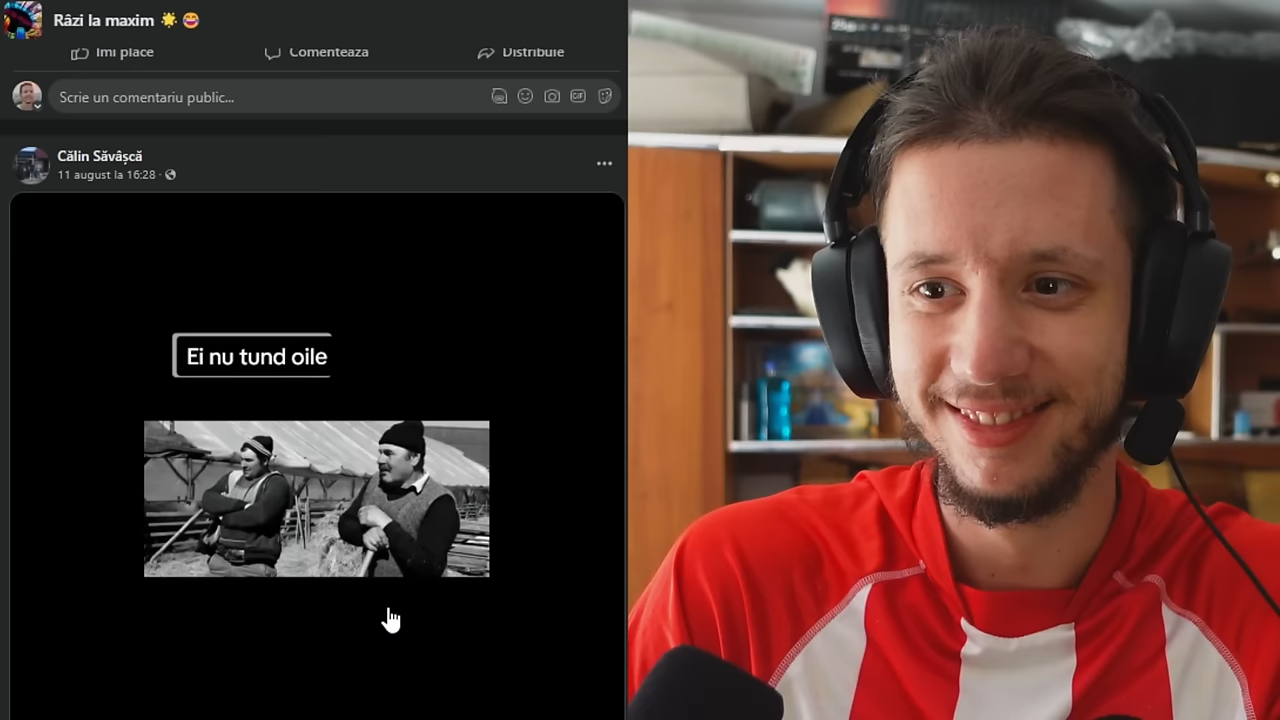 Râzi la maxim 🌟 😂
Îmi place
Comentează
Distribuie
Scrie un comentariu public...
GIF
Călin Săvâșcă
11 august la 16:28 ·
Ei nu tund oile